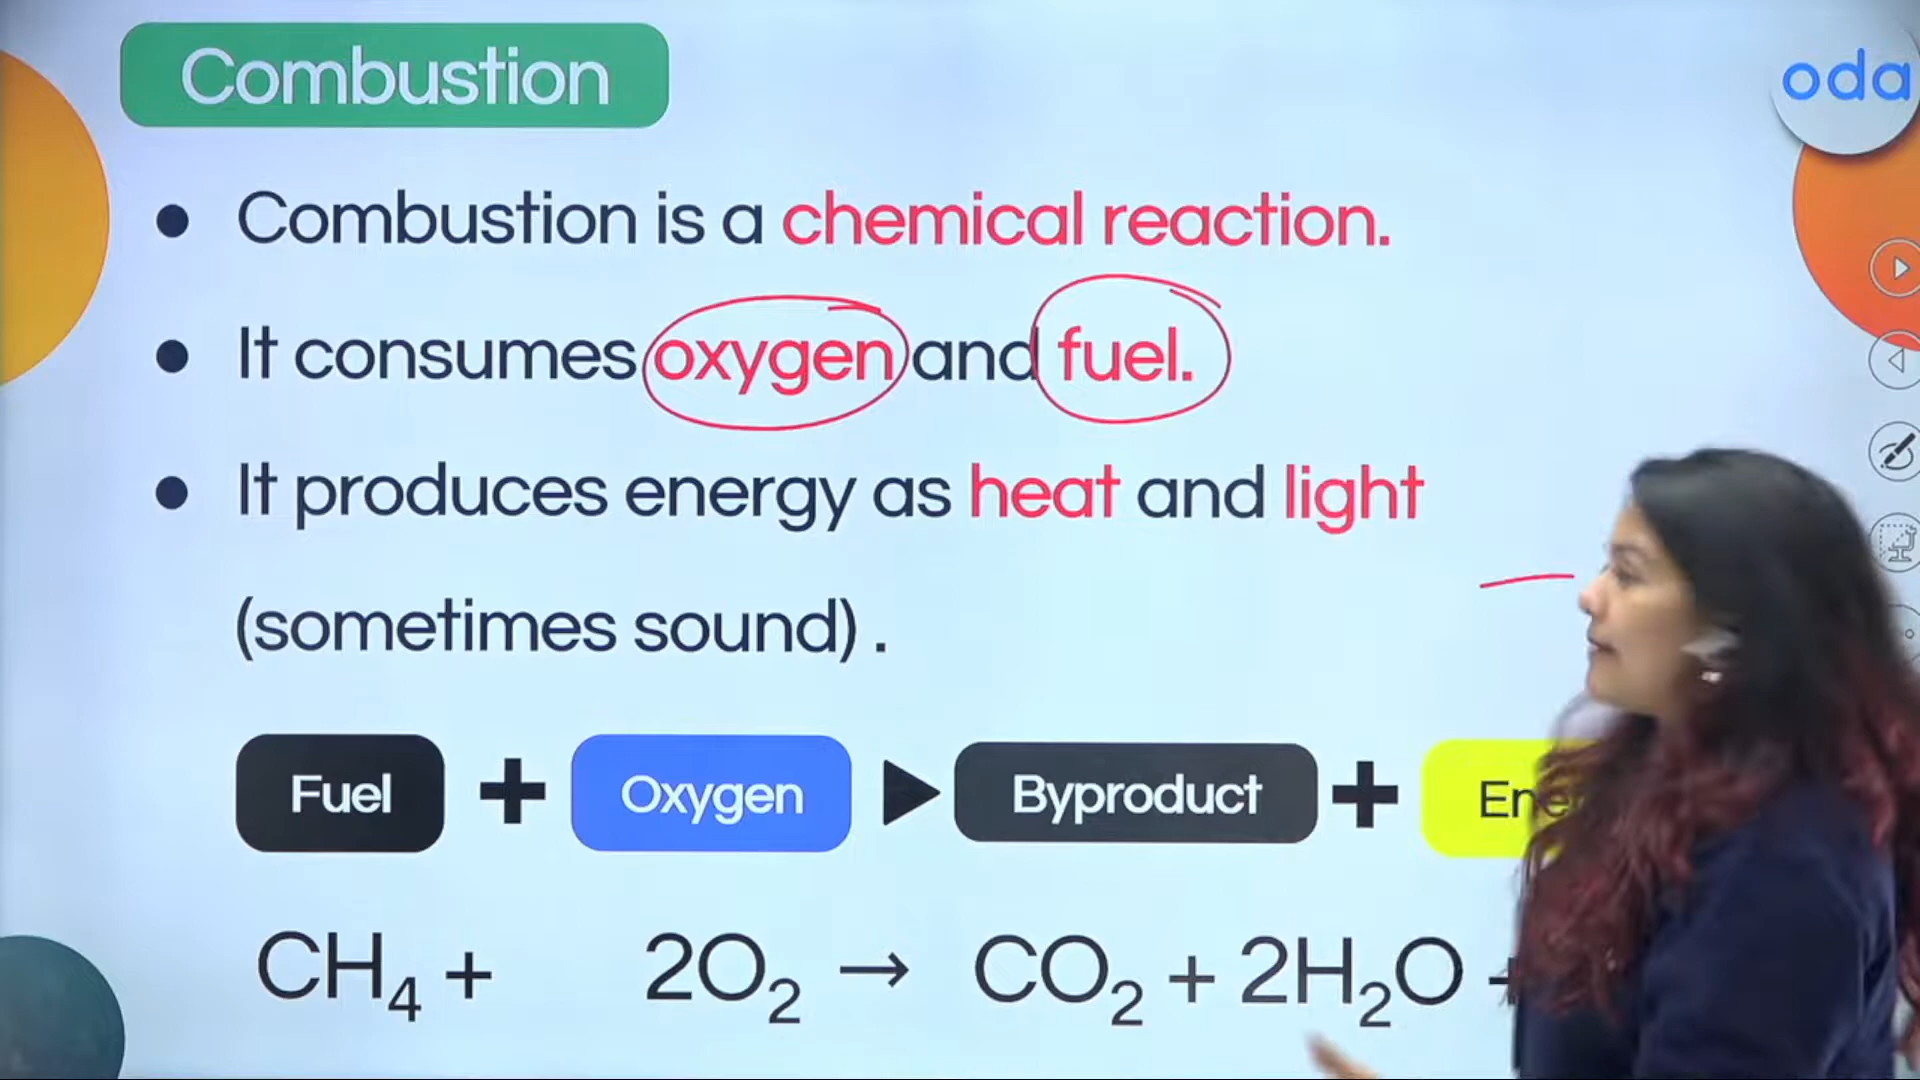 Combustion
oda
• Combustion is a chemical reaction.
• It consumes oxygen and fuel.
• It produces energy as heat and light
(sometimes sound) .
Fuel + Oxygen ▶ Byproduct +
CH₄ + 2O₂ → CO₂ + 2H₂O +